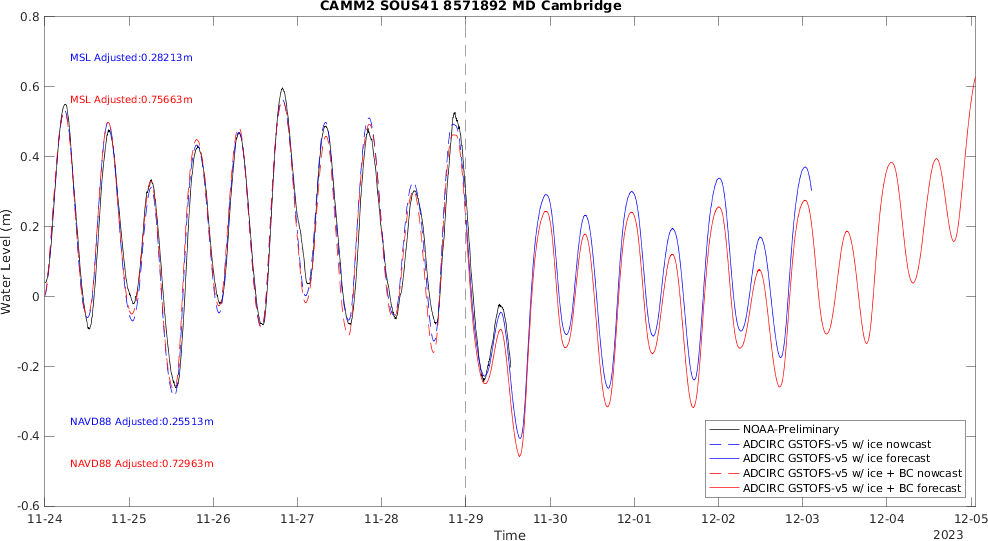 CAMM2 SOUS41 8571892 MD Cambridge
0.8
MSL Adjusted:0.28213m
0.6
MSL Adjusted:0.75663m
0.4
0.2
Water Level (m)
0
-0.2
NAVD88 Adjusted:0.25513m
-0.4
NAVD88 Adjusted:0.72963m
-0.6
NOAA-Preliminary
ADCIRC GSTOFS-v5 w/ ice nowcast
ADCIRC GSTOFS-v5 w/ ice forecast
ADCIRC GSTOFS-v5 w/ ice + BC nowcast
ADCIRC GSTOFS-v5 w/ ice + BC forecast
11-24 11-25 11-26 11-27 11-28 11-29 11-30 12-01 12-02 12-03 12-04 12-05
Time
2023